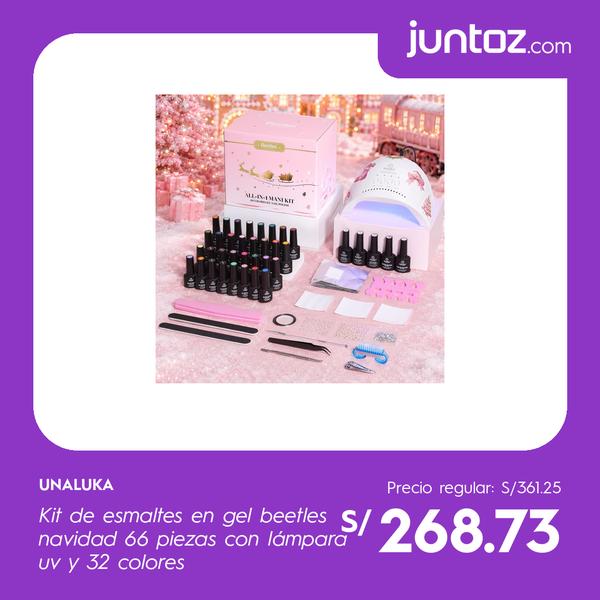 juntoz.com
Beetles
ALL-IN-1 MANI KIT
UNALUKA
Precio regular: S/361.25
Kit de esmaltes en gel beetles
navidad 66 piezas con lámpara
uv y 32 colores
S/268.73